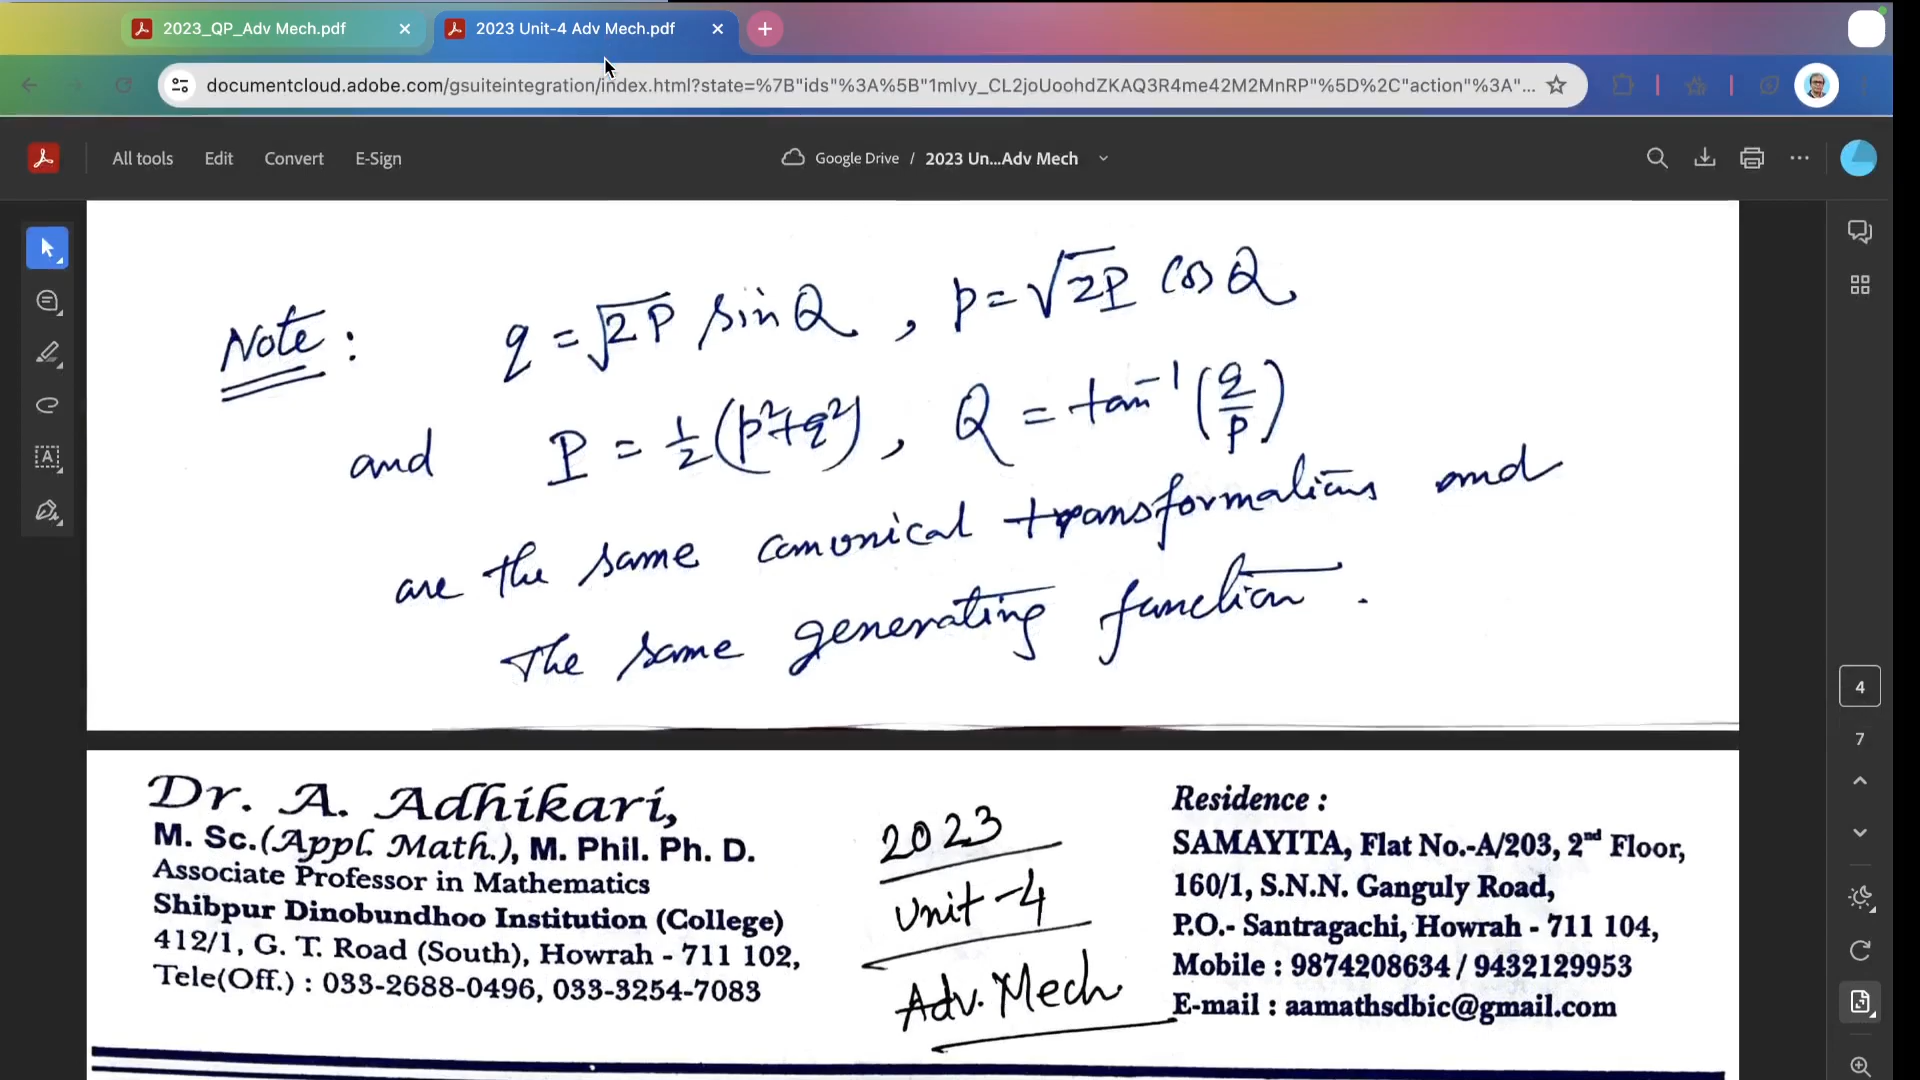 2023_QP_Adv Mech.pdf
2023 Unit-4 Adv Mech.pdf
documentcloud.adobe.com/gsuiteintegration/index.html?state=%7B"ids"%3A%5B"1mlvy_CL2joUoohdZKAQ3R4me42M2MnRP"%5D%2C"action"%3A"...
All tools Edit Convert E-Sign
Google Drive / 2023 Un...Adv Mech
Note : q = √2P sin Q , p = √2P cos Q,
and P = 1/2 (p²+q²) , Q = tan⁻¹ (q/p)
are the same canonical transformations and
The same generating function .
4
7
Dr. A. Adhikari,
M. Sc.(Appl. Math.), M. Phil. Ph. D.
Associate Professor in Mathematics
Shibpur Dinobundhoo Institution (College)
412/1, G. T. Road (South), Howrah - 711 102,
Tele(Off.) : 033-2688-0496, 033-3254-7083
2023
Unit-4
Adv. Mech
Residence :
SAMAYITA, Flat No.-A/203, 2nd Floor,
160/1, S.N.N. Ganguly Road,
P.O.- Santragachi, Howrah - 711 104,
Mobile : 9874208634 / 9432129953
E-mail : aamathsdbic@gmail.com